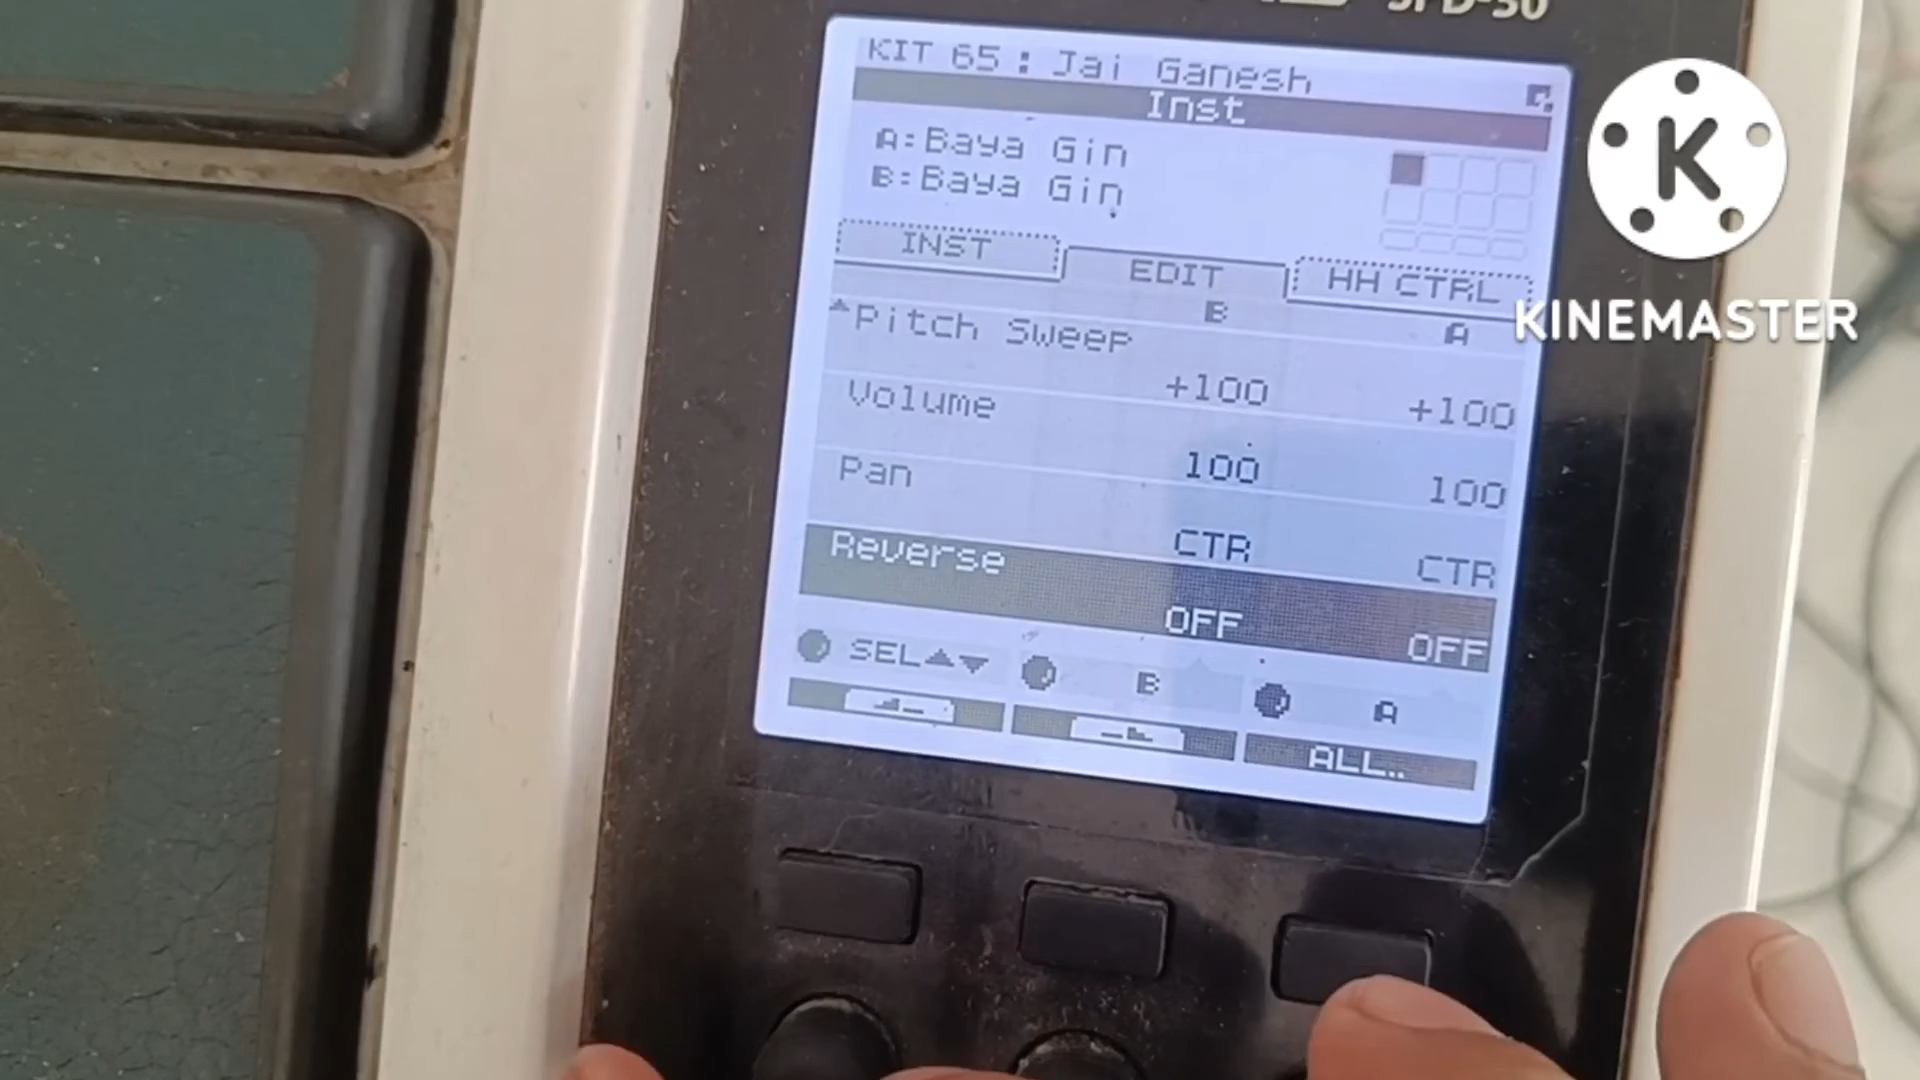 SPD-30
KIT 65 : Jai Ganesh
Inst
A:Baya Gin
B:Baya Gin
INST EDIT HH CTRL
B A
Pitch Sweep
+100 +100
Volume
100 100
Pan
CTR CTR
Reverse
OFF OFF
SEL▲▼ B A
ALL..
K
KINEMASTER